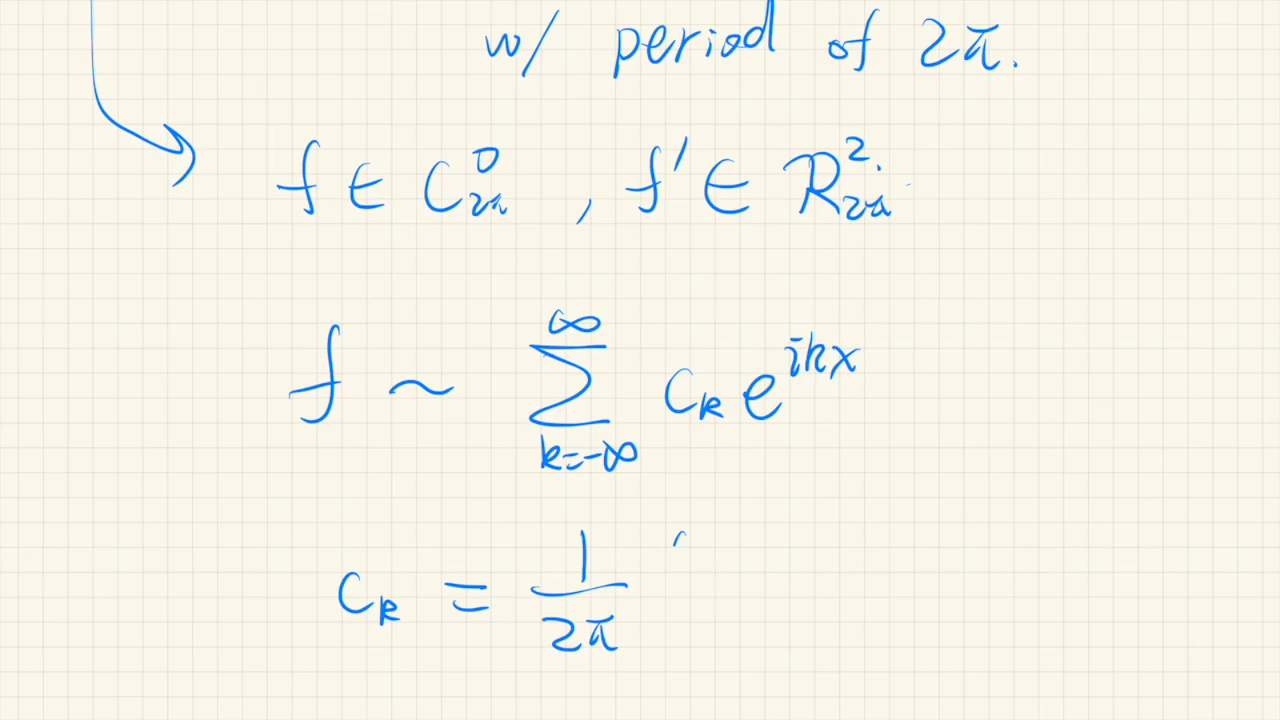 w/ period of 2π.
f ∈ C⁰₂π , f' ∈ R²₂π.
f ~ ∑_{k=-∞}^{∞} c_k e^{ikx}
c_k = 1/2π